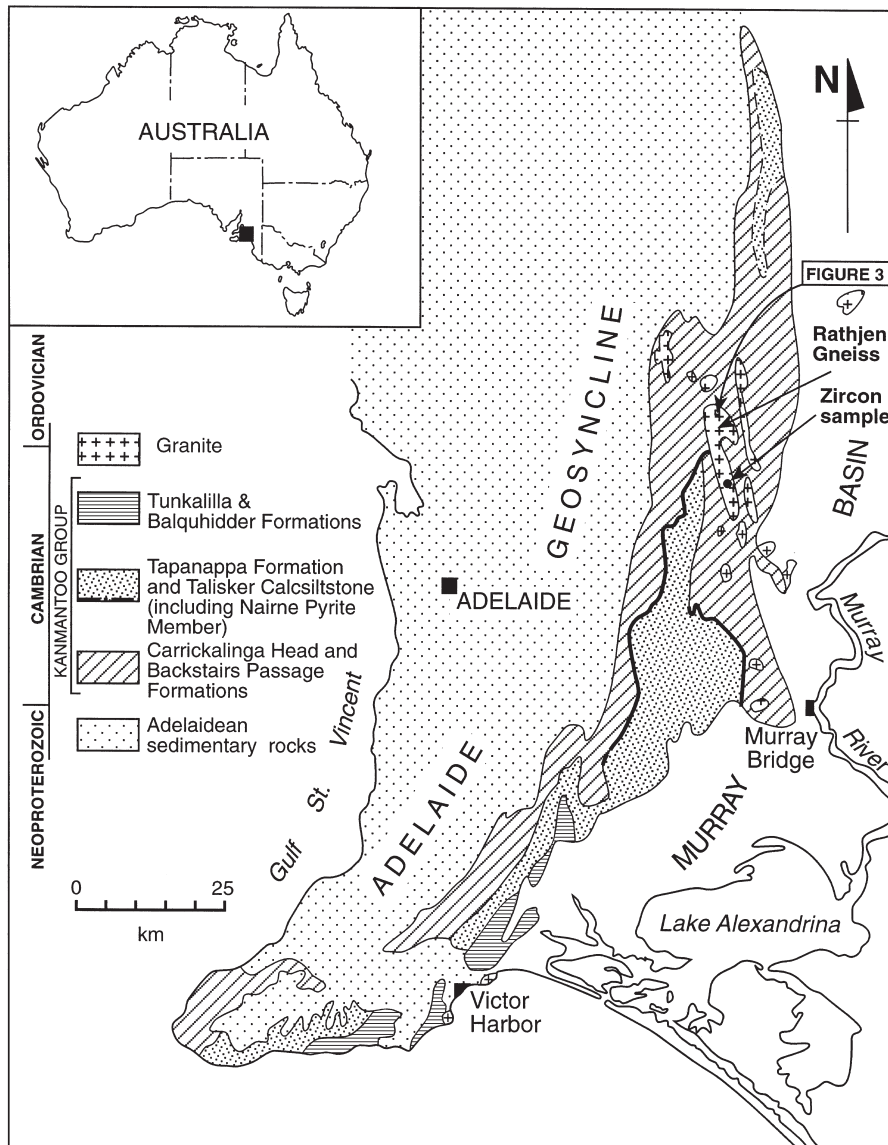 AUSTRALIA
N
FIGURE 3
Rathjen
Gneiss
Zircon
sample
BASIN
GEOSYNCLINE
ADELAIDE
ADELAIDE
ORDOVICIAN
CAMBRIAN
NEOPROTEROZOIC
KANMANTOO GROUP
Granite
Tunkalilla &
Balquhidder Formations
Tapanappa Formation
and Talisker Calcsiltstone
(including Nairne Pyrite
Member)
Carrickalinga Head and
Backstairs Passage
Formations
Adelaidean
sedimentary rocks
Gulf St. Vincent
0 25
km
Murray
River
Murray
Bridge
MURRAY
Lake Alexandrina
Victor
Harbor